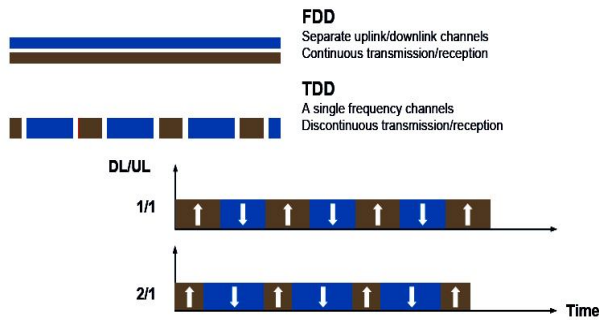 FDD
Separate uplink/downlink channels
Continuous transmission/reception
TDD
A single frequency channels
Discontinuous transmission/reception
DL/UL
1/1
2/1
Time